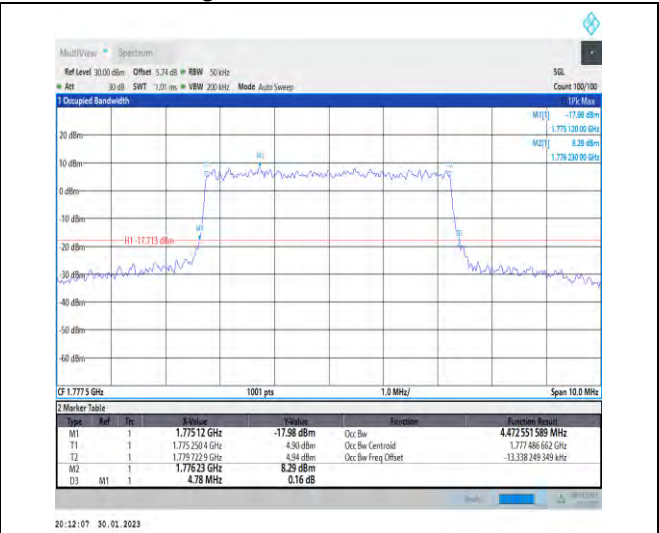 MultiView Spectrum
Ref Level 30.00 dBm Offset 5.74 dB RBW 50 kHz SGL
Att 30 dB SWT 1.01 ms VBW 200 kHz Mode Auto Sweep Count 100/100
1 Occupied Bandwidth 1Pk Max
M1[1] -17.98 dBm
1.775 120 00 GHz
20 dBm
M2[1] 8.29 dBm
1.776 230 00 GHz
M2
10 dBm
0 dBm
-10 dBm
M1
H1 -17.713 dBm
-20 dBm
-30 dBm
-40 dBm
-50 dBm
-60 dBm
CF 1.777 5 GHz 1001 pts 1.0 MHz/ Span 10.0 MHz
2 Marker Table
Type Ref Trc X-Value Y-Value Function Function Result
M1 1 1.775 12 GHz -17.98 dBm Occ Bw 4.472 551 589 MHz
T1 1 1.775 250 4 GHz 4.90 dBm Occ Bw Centroid 1.777 486 662 GHz
T2 1 1.779 722 9 GHz 4.94 dBm Occ Bw Freq Offset -13.338 249 349 kHz
M2 1 1.776 23 GHz 8.29 dBm
D3 M1 1 4.78 MHz 0.16 dB
20:12:07 30.01.2023